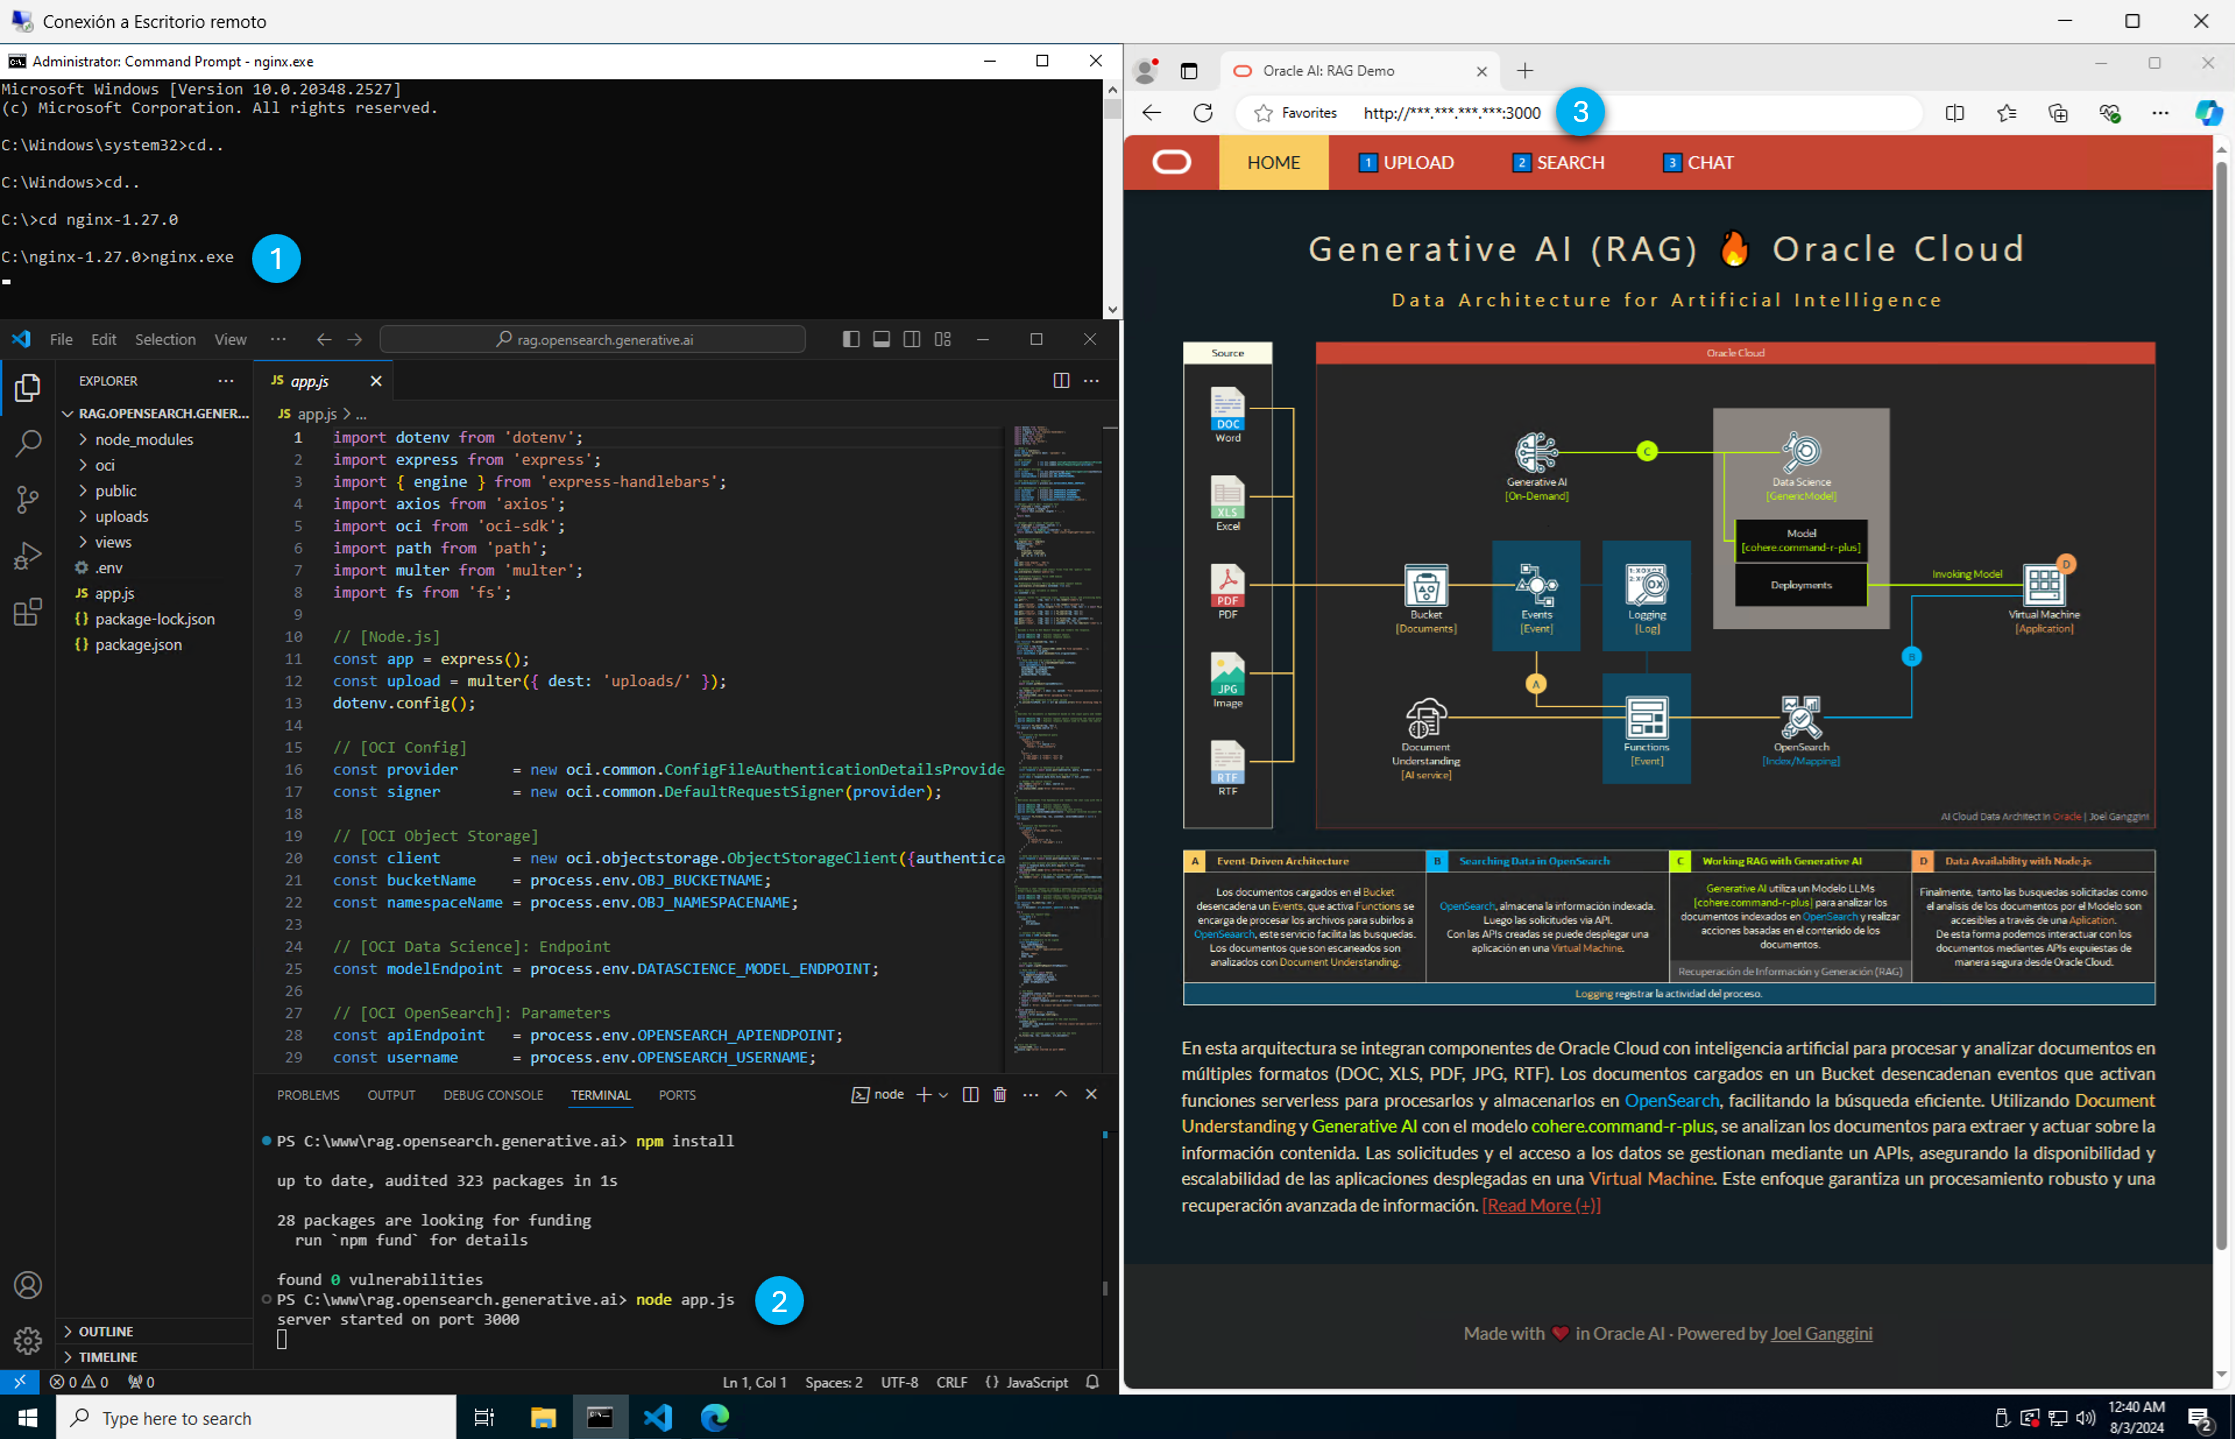 Conexión a Escritorio remoto
Administrator: Command Prompt - nginx.exe
Microsoft Windows [Version 10.0.20348.2527]
(c) Microsoft Corporation. All rights reserved.
C:\Windows\system32>cd..
C:\Windows>cd..
C:\>cd nginx-1.27.0
C:\nginx-1.27.0>nginx.exe
1
File Edit Selection View ···
rag.opensearch.generative.ai
EXPLORER
RAG.OPENSEARCH.GENER...
node_modules
oci
public
uploads
views
.env
JS app.js
{} package-lock.json
{} package.json
OUTLINE
TIMELINE
JS app.js
JS app.js > ...
1 import dotenv from 'dotenv';
2 import express from 'express';
3 import { engine } from 'express-handlebars';
4 import axios from 'axios';
5 import oci from 'oci-sdk';
6 import path from 'path';
7 import multer from 'multer';
8 import fs from 'fs';
9
10 // [Node.js]
11 const app = express();
12 const upload = multer({ dest: 'uploads/' });
13 dotenv.config();
14
15 // [OCI Config]
16 const provider = new oci.common.ConfigFileAuthenticationDetailsProvide
17 const signer = new oci.common.DefaultRequestSigner(provider);
18
19 // [OCI Object Storage]
20 const client = new oci.objectstorage.ObjectStorageClient({authentica
21 const bucketName = process.env.OBJ_BUCKETNAME;
22 const namespaceName = process.env.OBJ_NAMESPACENAME;
23
24 // [OCI Data Science]: Endpoint
25 const modelEndpoint = process.env.DATASCIENCE_MODEL_ENDPOINT;
26
27 // [OCI OpenSearch]: Parameters
28 const apiEndpoint = process.env.OPENSEARCH_APIENDPOINT;
29 const username = process.env.OPENSEARCH_USERNAME;
PROBLEMS OUTPUT DEBUG CONSOLE TERMINAL PORTS
node
PS C:\www\rag.opensearch.generative.ai> npm install
up to date, audited 323 packages in 1s
28 packages are looking for funding
run `npm fund` for details
found 0 vulnerabilities
PS C:\www\rag.opensearch.generative.ai> node app.js
2
server started on port 3000
0 0 0
Ln 1, Col 1 Spaces: 2 UTF-8 CRLF {} JavaScript
Oracle AI: RAG Demo
Favorites http://***.***.***.***:3000
3
HOME 1 UPLOAD 2 SEARCH 3 CHAT
Generative AI (RAG) 🔥 Oracle Cloud
Data Architecture for Artificial Intelligence
Source
Oracle Cloud
DOC
Word
XLS
Excel
PDF
PDF
JPG
Image
RTF
RTF
Generative AI
[On-Demand]
C
Data Science
[GenericModel]
Model
[cohere.command-r-plus]
Deployments
Invoking Model
D
Virtual Machine
[Application]
Bucket
[Documents]
Events
[Event]
Logging
[Log]
B
A
Document
Understanding
[AI service]
Functions
[Event]
OpenSearch
[Index/Mapping]
AI Cloud Data Architect in Oracle | Joel Ganggini
A Event-Driven Architecture
Los documentos cargados en el Bucket
desencadena un Events, que activa Functions se
encarga de procesar los archivos para subirlos a
OpenSeaarch, este servicio facilita las busquedas.
Los documentos que son escaneados son
analizados con Document Understanding.
B Searching Data in OpenSearch
OpenSearch, almacena la información indexada.
Luego las solicitudes via API.
Con las APIs creadas se puede desplegar una
aplicación en una Virtual Machine.
C Working RAG with Generative AI
Generative AI utiliza un Modelo LLMs
[cohere.command-r-plus] para analizar los
documentos indexados en OpenSearch y realizar
acciones basadas en el contenido de los
documentos.
Recuperación de Información y Generación (RAG)
D Data Availability with Node.js
Finalmente, tanto las busquedas solicitadas como
el analisis de los documentos por el Modelo son
accesibles a través de una Aplication.
De esta forma podemos interactuar con los
documentos mediantes APIs expuiestas de
manera segura desde Oracle Cloud.
Logging registrar la actividad del proceso.
En esta arquitectura se integran componentes de Oracle Cloud con inteligencia artificial para procesar y analizar documentos en
múltiples formatos (DOC, XLS, PDF, JPG, RTF). Los documentos cargados en un Bucket desencadenan eventos que activan
funciones serverless para procesarlos y almacenarlos en OpenSearch, facilitando la búsqueda eficiente. Utilizando Document
Understanding y Generative AI con el modelo cohere.command-r-plus, se analizan los documentos para extraer y actuar sobre la
información contenida. Las solicitudes y el acceso a los datos se gestionan mediante un APIs, asegurando la disponibilidad y
escalabilidad de las aplicaciones desplegadas en una Virtual Machine. Este enfoque garantiza un procesamiento robusto y una
recuperación avanzada de información. [Read More (+)]
Made with ❤ in Oracle AI · Powered by Joel Ganggini
Type here to search
12:40 AM
8/3/2024
2